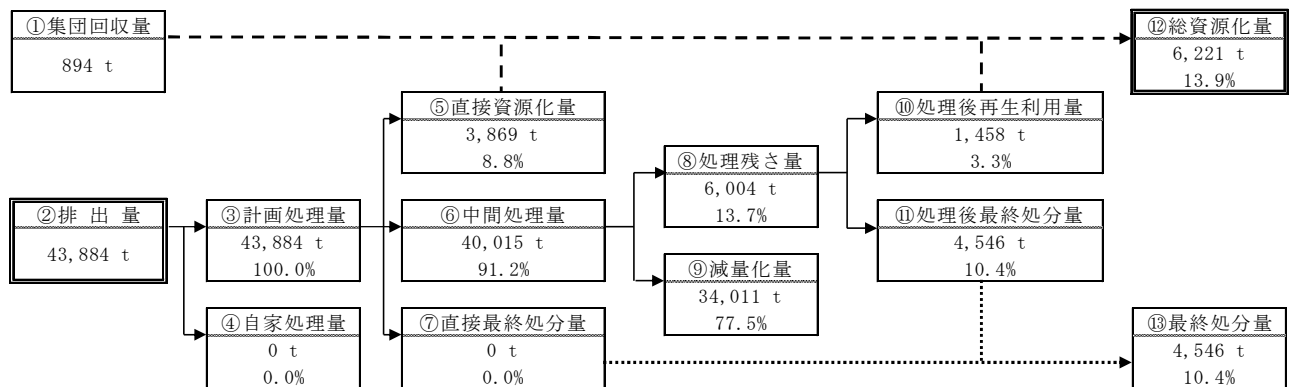 ①集団回収量
894 t
⑫総資源化量
6,221 t
13.9%
⑤直接資源化量
3,869 t
8.8%
⑩処理後再生利用量
1,458 t
3.3%
⑧処理残さ量
6,004 t
13.7%
②排 出 量
43,884 t
③計画処理量
43,884 t
100.0%
⑥中間処理量
40,015 t
91.2%
⑪処理後最終処分量
4,546 t
10.4%
⑨減量化量
34,011 t
77.5%
④自家処理量
0 t
0.0%
⑦直接最終処分量
0 t
0.0%
⑬最終処分量
4,546 t
10.4%